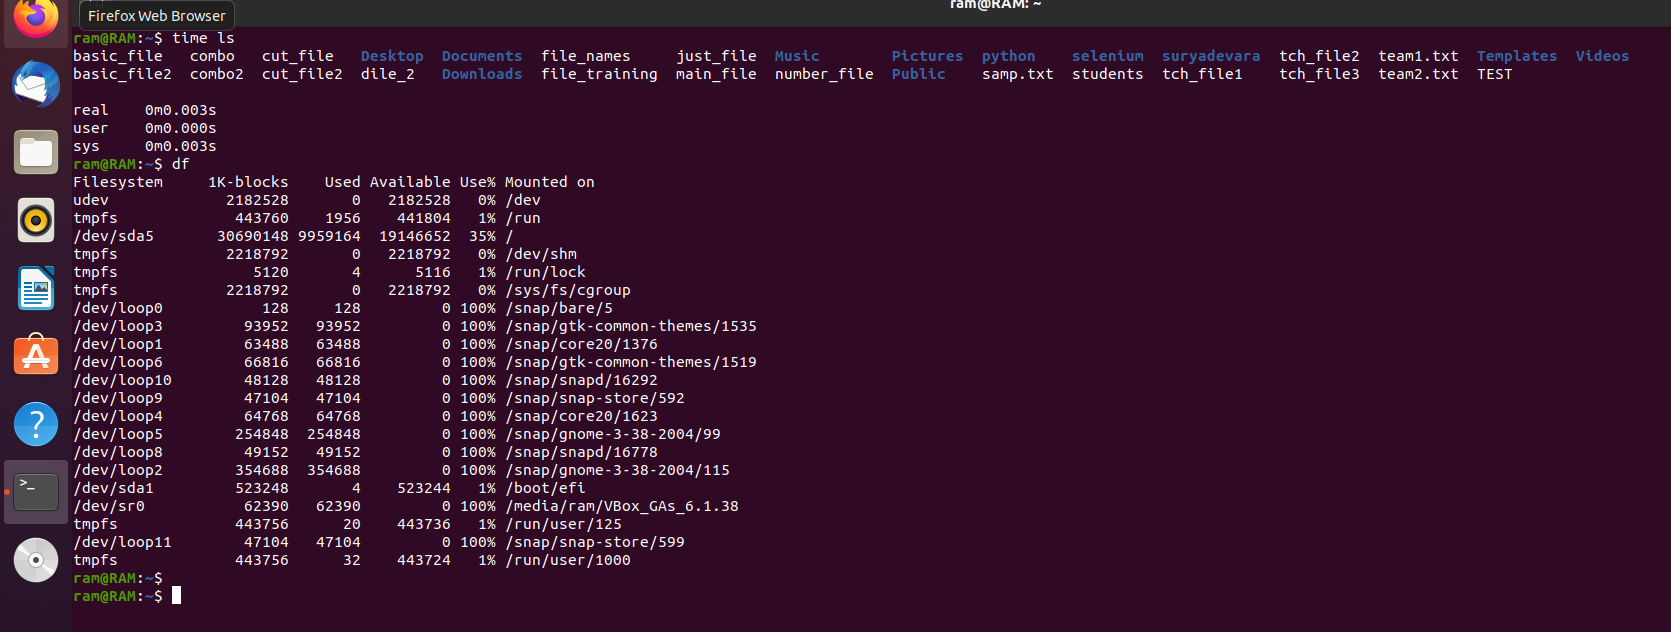 ram@RAM: ~
Firefox Web Browser
ram@RAM:~$ time ls
basic_file   combo   cut_file   Desktop  Documents  file_names     just_file  Music        Pictures  python    selenium  suryadevara  tch_file2  team1.txt  Templates  Videos
basic_file2  combo2  cut_file2  dile_2   Downloads  file_training  main_file  number_file  Public    samp.txt  students  tch_file1    tch_file3  team2.txt  TEST
real    0m0.003s
user    0m0.000s
sys     0m0.003s
ram@RAM:~$ df
Filesystem     1K-blocks    Used Available Use% Mounted on
udev             2182528       0   2182528   0% /dev
tmpfs             443760    1956    441804   1% /run
/dev/sda5       30690148 9959164  19146652  35% /
tmpfs            2218792       0   2218792   0% /dev/shm
tmpfs               5120       4      5116   1% /run/lock
tmpfs            2218792       0   2218792   0% /sys/fs/cgroup
/dev/loop0           128     128         0 100% /snap/bare/5
/dev/loop3         93952   93952         0 100% /snap/gtk-common-themes/1535
/dev/loop1         63488   63488         0 100% /snap/core20/1376
/dev/loop6         66816   66816         0 100% /snap/gtk-common-themes/1519
/dev/loop10        48128   48128         0 100% /snap/snapd/16292
/dev/loop9         47104   47104         0 100% /snap/snap-store/592
/dev/loop4         64768   64768         0 100% /snap/core20/1623
/dev/loop5        254848  254848         0 100% /snap/gnome-3-38-2004/99
/dev/loop8         49152   49152         0 100% /snap/snapd/16778
/dev/loop2        354688  354688         0 100% /snap/gnome-3-38-2004/115
/dev/sda1         523248       4    523244   1% /boot/efi
/dev/sr0           62390   62390         0 100% /media/ram/VBox_GAs_6.1.38
tmpfs             443756      20    443736   1% /run/user/125
/dev/loop11        47104   47104         0 100% /snap/snap-store/599
tmpfs             443756      32    443724   1% /run/user/1000
ram@RAM:~$
ram@RAM:~$